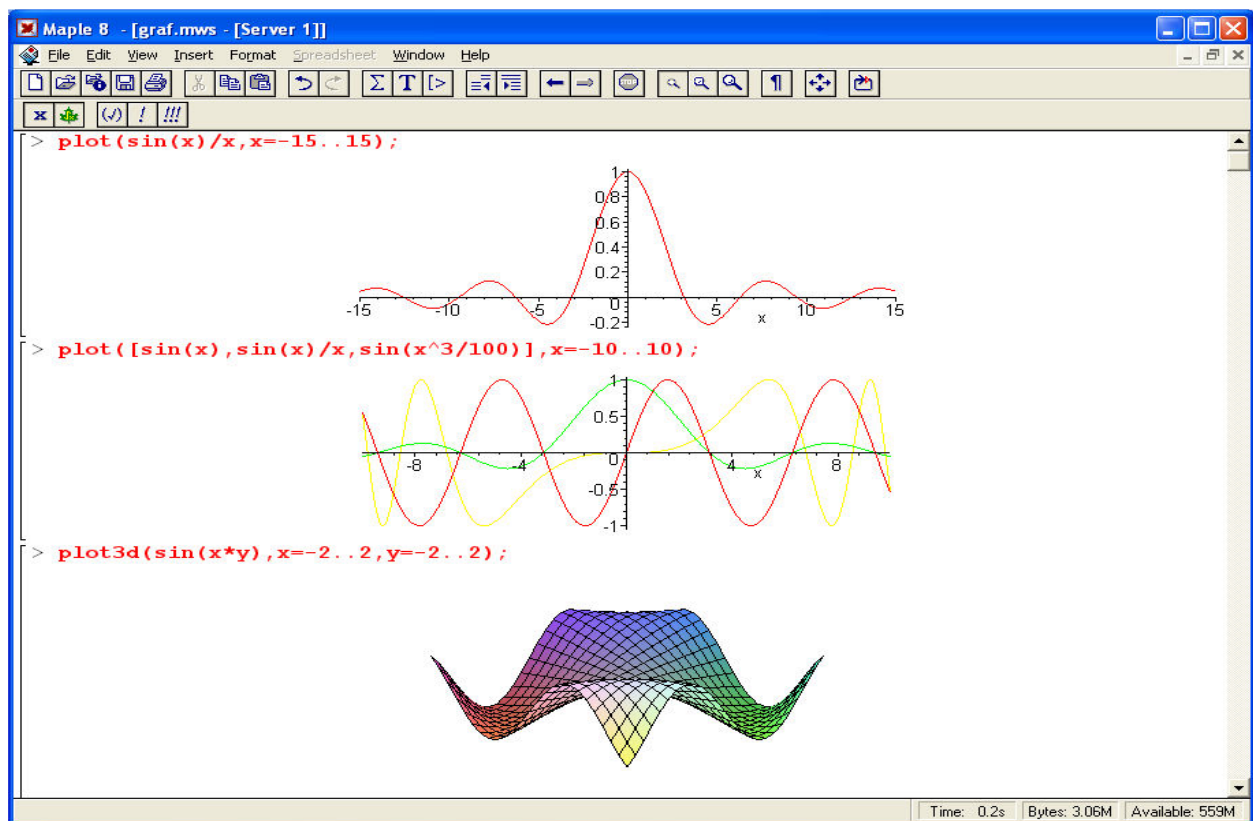 Maple 8 - [graf.mws - [Server 1]]
File Edit View Insert Format Spreadsheet Window Help
Σ T [>
x (√) ! !!!
> plot(sin(x)/x,x=-15..15);
1
0.8
0.6
0.4
0.2
-15 -10 -5 0 5 10 15
x
-0.2
> plot([sin(x),sin(x)/x,sin(x^3/100)],x=-10..10);
1
0.5
-8 -4 0 4 8
x
-0.5
-1
> plot3d(sin(x*y),x=-2..2,y=-2..2);
Time: 0.2s Bytes: 3.06M Available: 559M